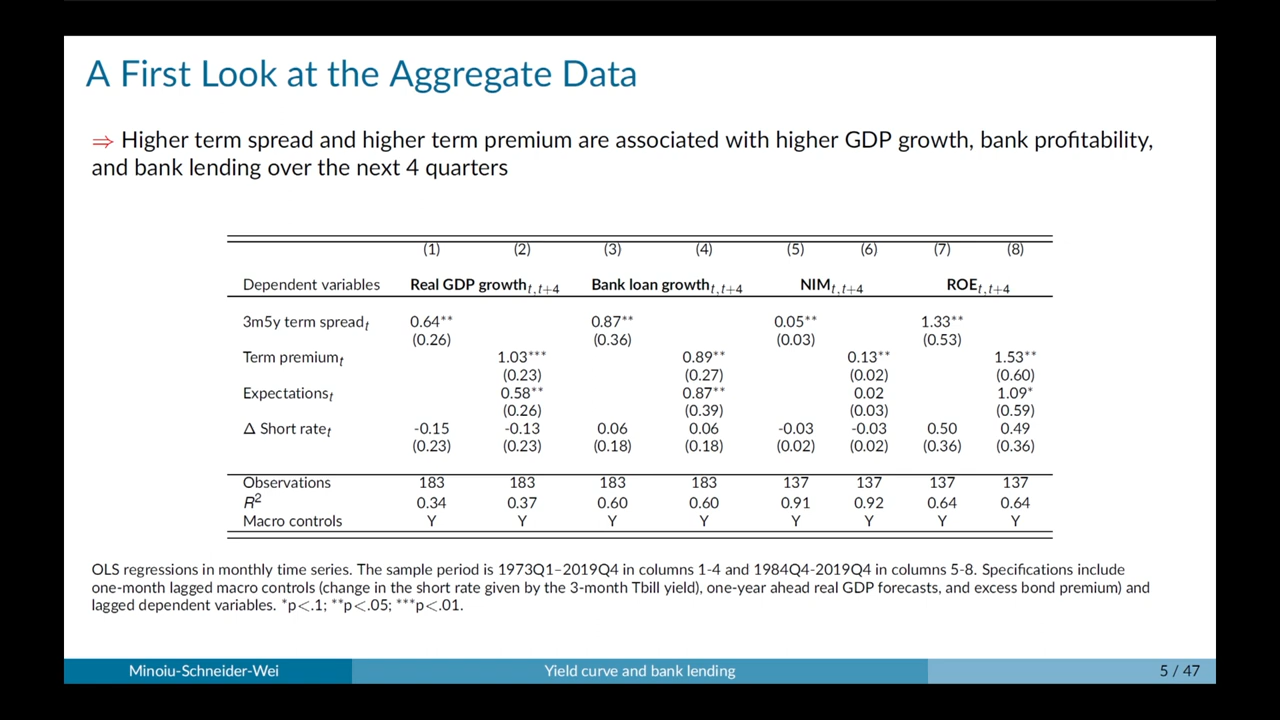 A First Look at the Aggregate Data
⇒ Higher term spread and higher term premium are associated with higher GDP growth, bank profitability,
and bank lending over the next 4 quarters
(1) (2) (3) (4) (5) (6) (7) (8)
Dependent variables Real GDP growth t,t+4 Bank loan growth t,t+4 NIM t,t+4 ROE t,t+4
3m5y term spread t 0.64** 0.87** 0.05** 1.33**
(0.26) (0.36) (0.03) (0.53)
Term premium t 1.03*** 0.89** 0.13** 1.53**
(0.23) (0.27) (0.02) (0.60)
Expectations t 0.58** 0.87** 0.02 1.09*
(0.26) (0.39) (0.03) (0.59)
Δ Short rate t -0.15 -0.13 0.06 0.06 -0.03 -0.03 0.50 0.49
(0.23) (0.23) (0.18) (0.18) (0.02) (0.02) (0.36) (0.36)
Observations 183 183 183 183 137 137 137 137
R² 0.34 0.37 0.60 0.60 0.91 0.92 0.64 0.64
Macro controls Y Y Y Y Y Y Y Y
OLS regressions in monthly time series. The sample period is 1973Q1–2019Q4 in columns 1-4 and 1984Q4-2019Q4 in columns 5-8. Specifications include
one-month lagged macro controls (change in the short rate given by the 3-month Tbill yield), one-year ahead real GDP forecasts, and excess bond premium) and
lagged dependent variables. *p<.1; **p<.05; ***p<.01.
Minoiu-Schneider-Wei Yield curve and bank lending 5 / 47